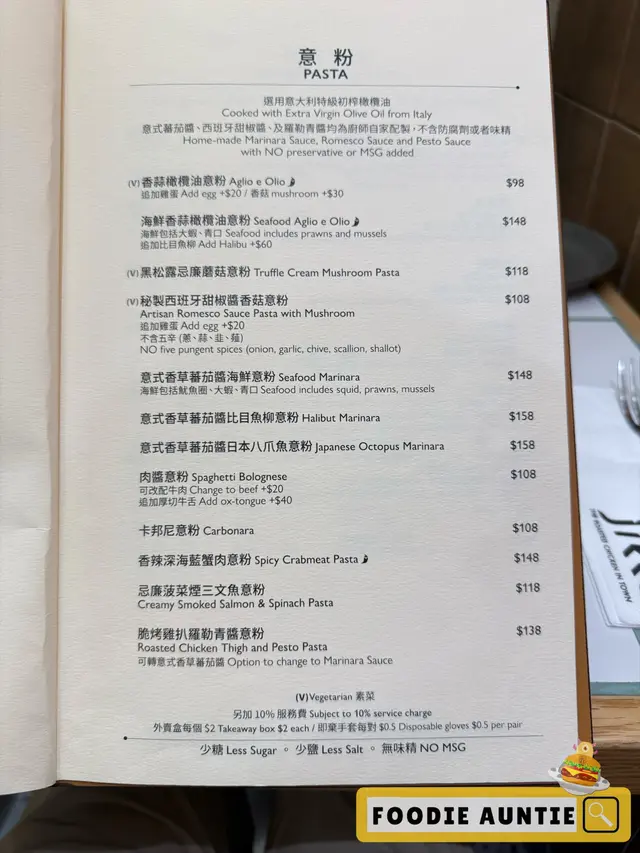 意粉
PASTA
選用意大利特級初榨橄欖油
Cooked with Extra Virgin Olive Oil from Italy
意式蕃茄醬、西班牙甜椒醬、及羅勒青醬均為廚師自家配製，不含防腐劑或者味精
Home-made Marinara Sauce, Romesco Sauce and Pesto Sauce
with NO preservative or MSG added
(V) 香蒜橄欖油意粉 Aglio e Olio $98
追加雞蛋 Add egg +$20 / 香菇 mushroom +$30
海鮮香蒜橄欖油意粉 Seafood Aglio e Olio $148
海鮮包括大蝦、青口 Seafood includes prawns and mussels
追加比目魚柳 Add Halibu +$60
(V) 黑松露忌廉蘑菇意粉 Truffle Cream Mushroom Pasta $118
(V) 秘製西班牙甜椒醬香菇意粉 $108
Artisan Romesco Sauce Pasta with Mushroom
追加雞蛋 Add egg +$20
不含五辛 (蔥、蒜、韭、薤)
NO five pungent spices (onion, garlic, chive, scallion, shallot)
意式香草蕃茄醬海鮮意粉 Seafood Marinara $148
海鮮包括魷魚圈、大蝦、青口 Seafood includes squid, prawns, mussels
意式香草蕃茄醬比目魚柳意粉 Halibut Marinara $158
意式香草蕃茄醬日本八爪魚意粉 Japanese Octopus Marinara $158
肉醬意粉 Spaghetti Bolognese $108
可改配牛肉 Change to beef +$20
追加厚切牛舌 Add ox-tongue +$40
卡邦尼意粉 Carbonara $108
香辣深海藍蟹肉意粉 Spicy Crabmeat Pasta $148
忌廉菠菜煙三文魚意粉 $118
Creamy Smoked Salmon & Spinach Pasta
脆烤雞扒羅勒青醬意粉 $138
Roasted Chicken Thigh and Pesto Pasta
可轉意式香草蕃茄醬 Option to change to Marinara Sauce
(V) Vegetarian 素菜
另加 10% 服務費 Subject to 10% service charge
外賣盒每個 $2 Takeaway box $2 each / 即棄手套每對 $0.5 Disposable gloves $0.5 per pair
少糖 Less Sugar 。 少鹽 Less Salt 。 無味精 NO MSG
THE ROASTED CHICKEN IN TOWN
FOODIE AUNTIE